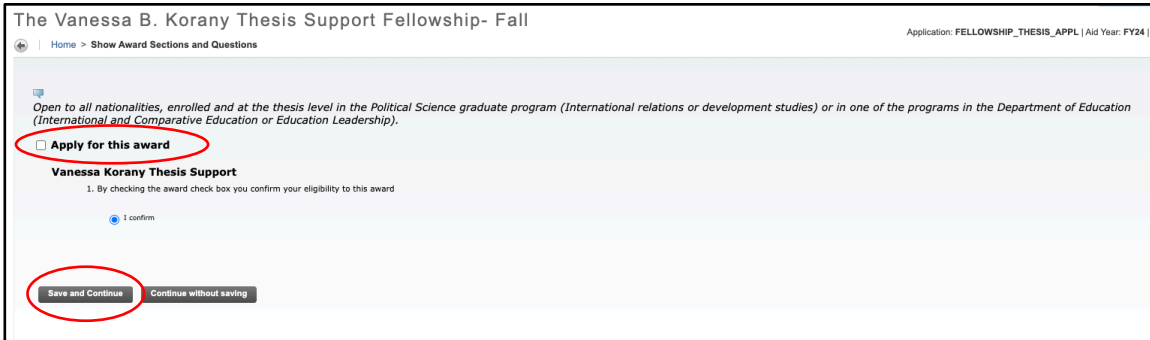 The Vanessa B. Korany Thesis Support Fellowship- Fall
Application: FELLOWSHIP_THESIS_APPL | Aid Year: FY24 |
Home > Show Award Sections and Questions
Open to all nationalities, enrolled and at the thesis level in the Political Science graduate program (International relations or development studies) or in one of the programs in the Department of Education
(International and Comparative Education or Education Leadership).
Apply for this award
Vanessa Korany Thesis Support
1. By checking the award check box you confirm your eligibility to this award
I confirm
Save and Continue Continue without saving